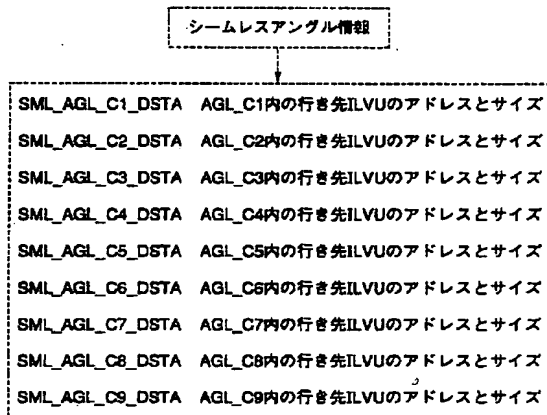 シームレスアングル情報
SML_AGL_C1_DSTA AGL_C1内の行き先ILVUのアドレスとサイズ
SML_AGL_C2_DSTA AGL_C2内の行き先ILVUのアドレスとサイズ
SML_AGL_C3_DSTA AGL_C3内の行き先ILVUのアドレスとサイズ
SML_AGL_C4_DSTA AGL_C4内の行き先ILVUのアドレスとサイズ
SML_AGL_C5_DSTA AGL_C5内の行き先ILVUのアドレスとサイズ
SML_AGL_C6_DSTA AGL_C6内の行き先ILVUのアドレスとサイズ
SML_AGL_C7_DSTA AGL_C7内の行き先ILVUのアドレスとサイズ
SML_AGL_C8_DSTA AGL_C8内の行き先ILVUのアドレスとサイズ
SML_AGL_C9_DSTA AGL_C9内の行き先ILVUのアドレスとサイズ